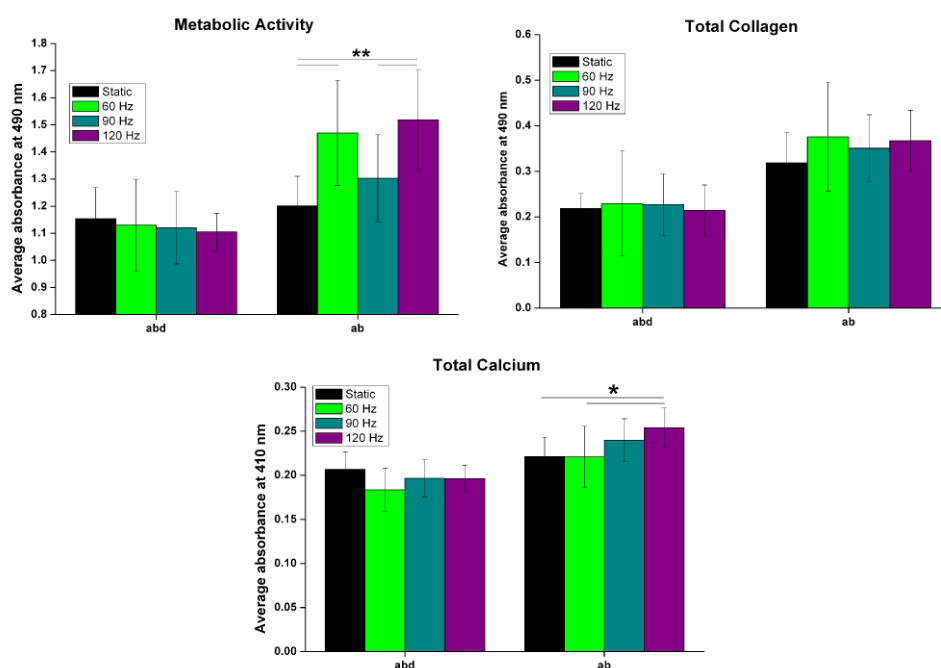 Metabolic Activity
Average absorbance at 490 nm
1.8
1.7
1.6
1.5
1.4
1.3
1.2
1.1
1.0
0.9
0.8
Static
60 Hz
90 Hz
120 Hz
**
abd
ab
Total Collagen
Average absorbance at 490 nm
0.6
0.5
0.4
0.3
0.2
0.1
0.0
Static
60 Hz
90 Hz
120 Hz
abd
ab
Total Calcium
Average absorbance at 410 nm
0.30
0.25
0.20
0.15
0.10
0.05
0.00
Static
60 Hz
90 Hz
120 Hz
*
abd
ab